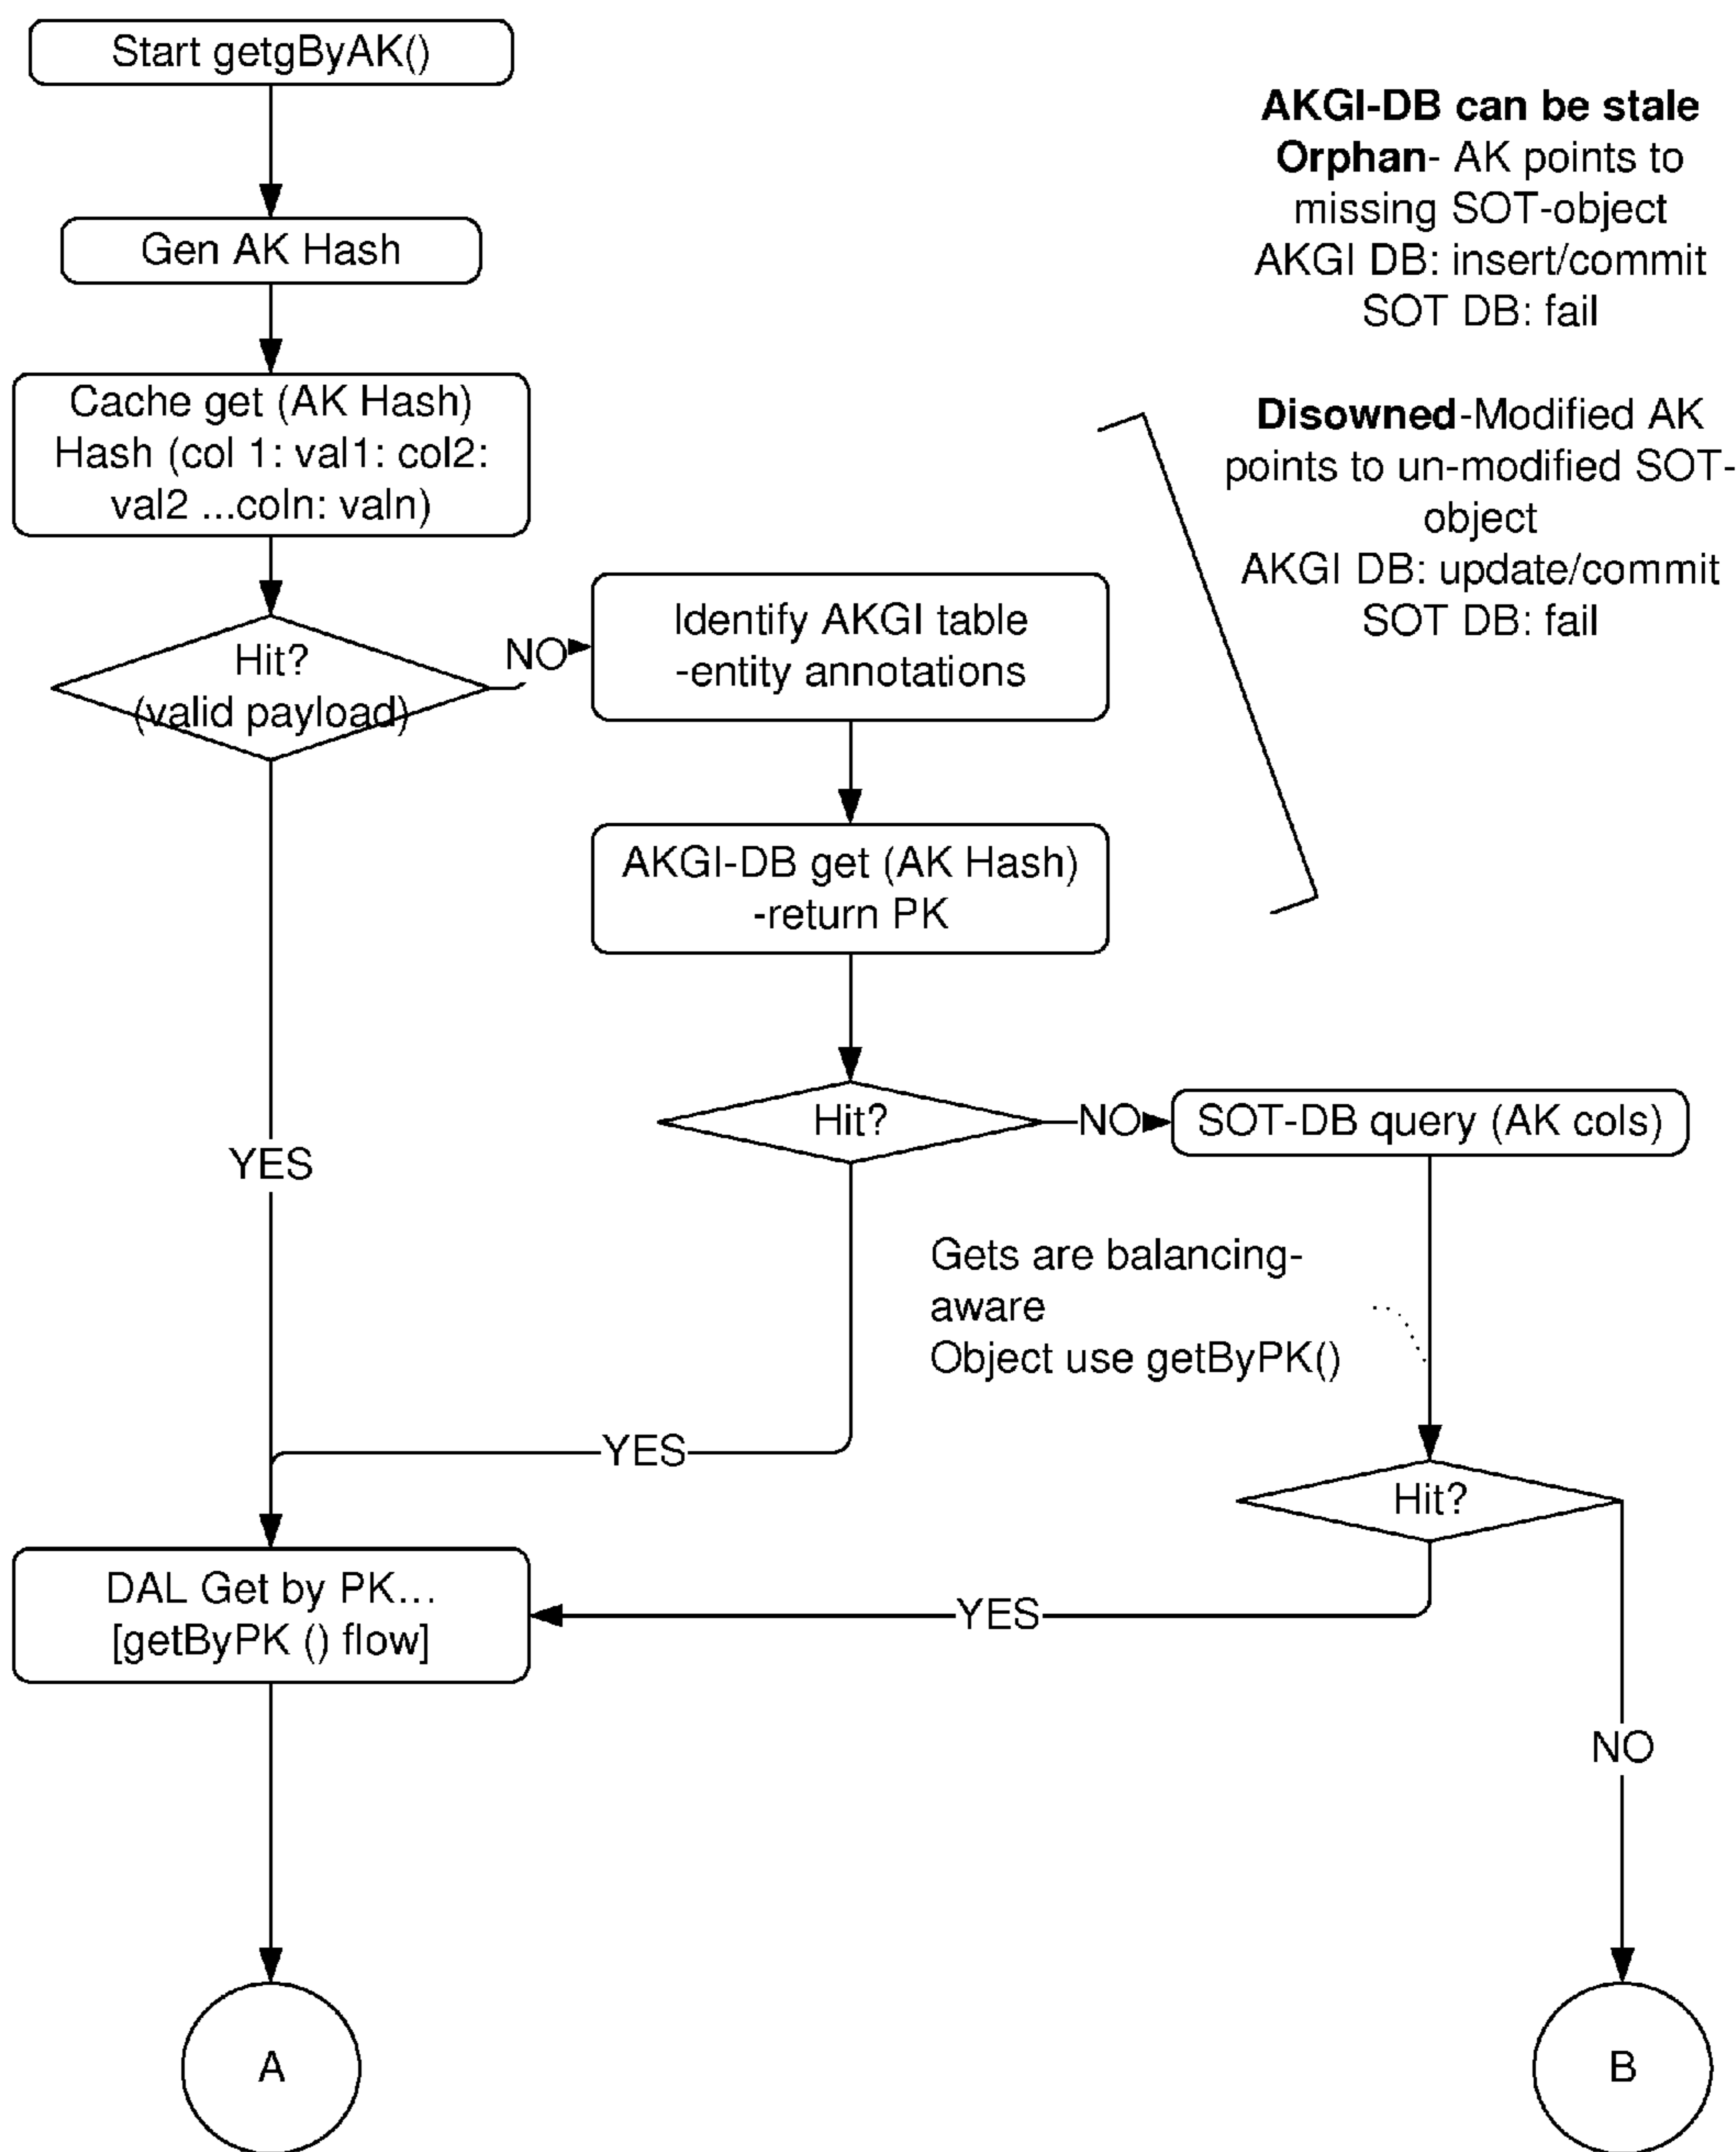 Start getgByAK()
Gen AK Hash
Cache get (AK Hash)
Hash (col 1: val1: col2:
val2 ...coln: valn)
Hit?
(valid payload)
NO
Identify AKGI table
-entity annotations
AKGI-DB can be stale
Orphan- AK points to
missing SOT-object
AKGI DB: insert/commit
SOT DB: fail
Disowned-Modified AK
points to un-modified SOT-
object
AKGI DB: update/commit
SOT DB: fail
AKGI-DB get (AK Hash)
-return PK
Hit?
NO
SOT-DB query (AK cols)
YES
Gets are balancing-
aware
Object use getByPK()
YES
Hit?
DAL Get by PK...
[getByPK () flow]
YES
NO
A
B